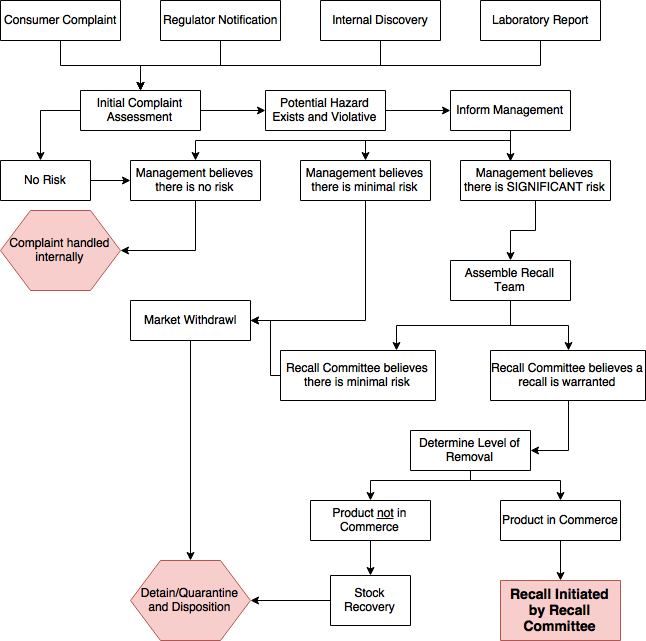 Consumer Complaint
Regulator Notification
Internal Discovery
Laboratory Report
Initial Complaint
Assessment
Potential Hazard
Exists and Violative
Inform Management
No Risk
Management believes
there is no risk
Management believes
there is minimal risk
Management believes
there is SIGNIFICANT risk
Complaint handled
internally
Assemble Recall
Team
Market Withdrawl
Recall Committee believes
there is minimal risk
Recall Committee believes a
recall is warranted
Determine Level of
Removal
Product not in
Commerce
Product in Commerce
Detain/Quarantine
and Disposition
Stock
Recovery
Recall Initiated
by Recall
Committee